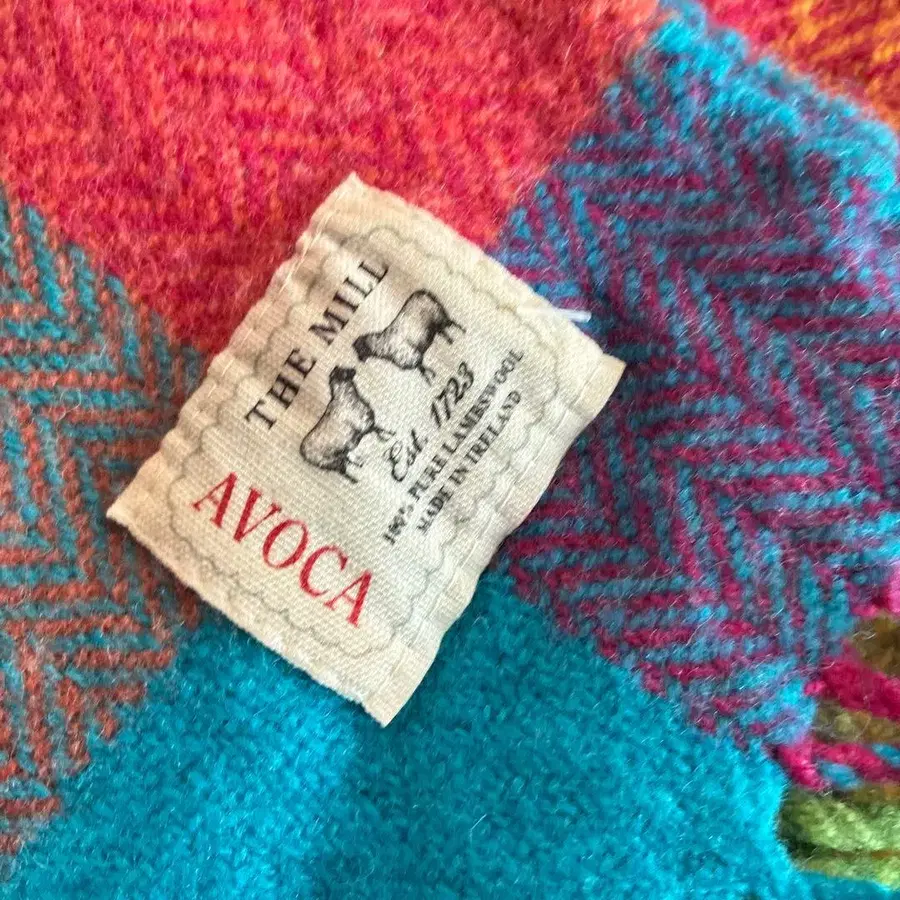 THE MILL
Est. 1723
100% PURE LAMBSWOOL
MADE IN IRELAND
AVOCA